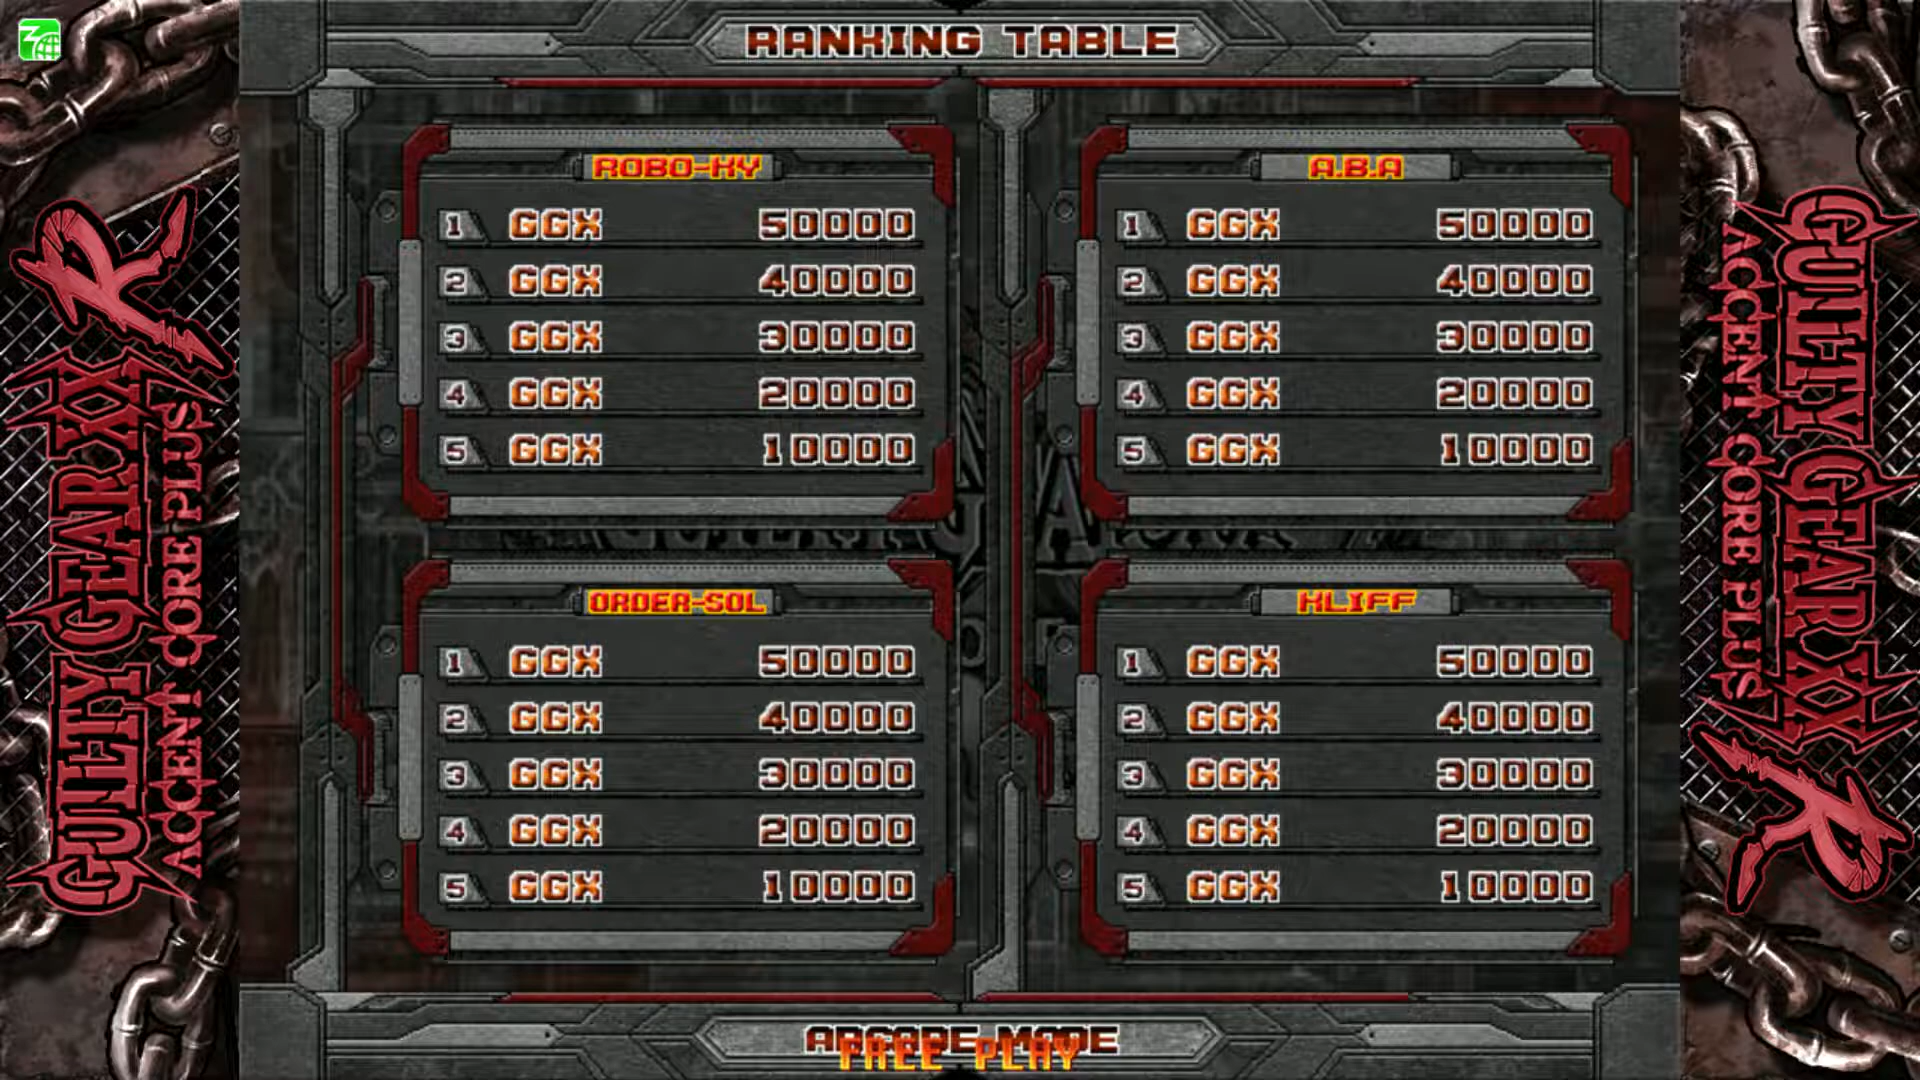 RANKING TABLE
ROBO-KY
1 GGX 50000
2 GGX 40000
3 GGX 30000
4 GGX 20000
5 GGX 10000
A.B.A
1 GGX 50000
2 GGX 40000
3 GGX 30000
4 GGX 20000
5 GGX 10000
ORDER-SOL
1 GGX 50000
2 GGX 40000
3 GGX 30000
4 GGX 20000
5 GGX 10000
KLIFF
1 GGX 50000
2 GGX 40000
3 GGX 30000
4 GGX 20000
5 GGX 10000
ARCADE MODE
FREE PLAY
GUILTY GEAR XX R
ACCENT CORE PLUS
GUILTY GEAR XX R
ACCENT CORE PLUS